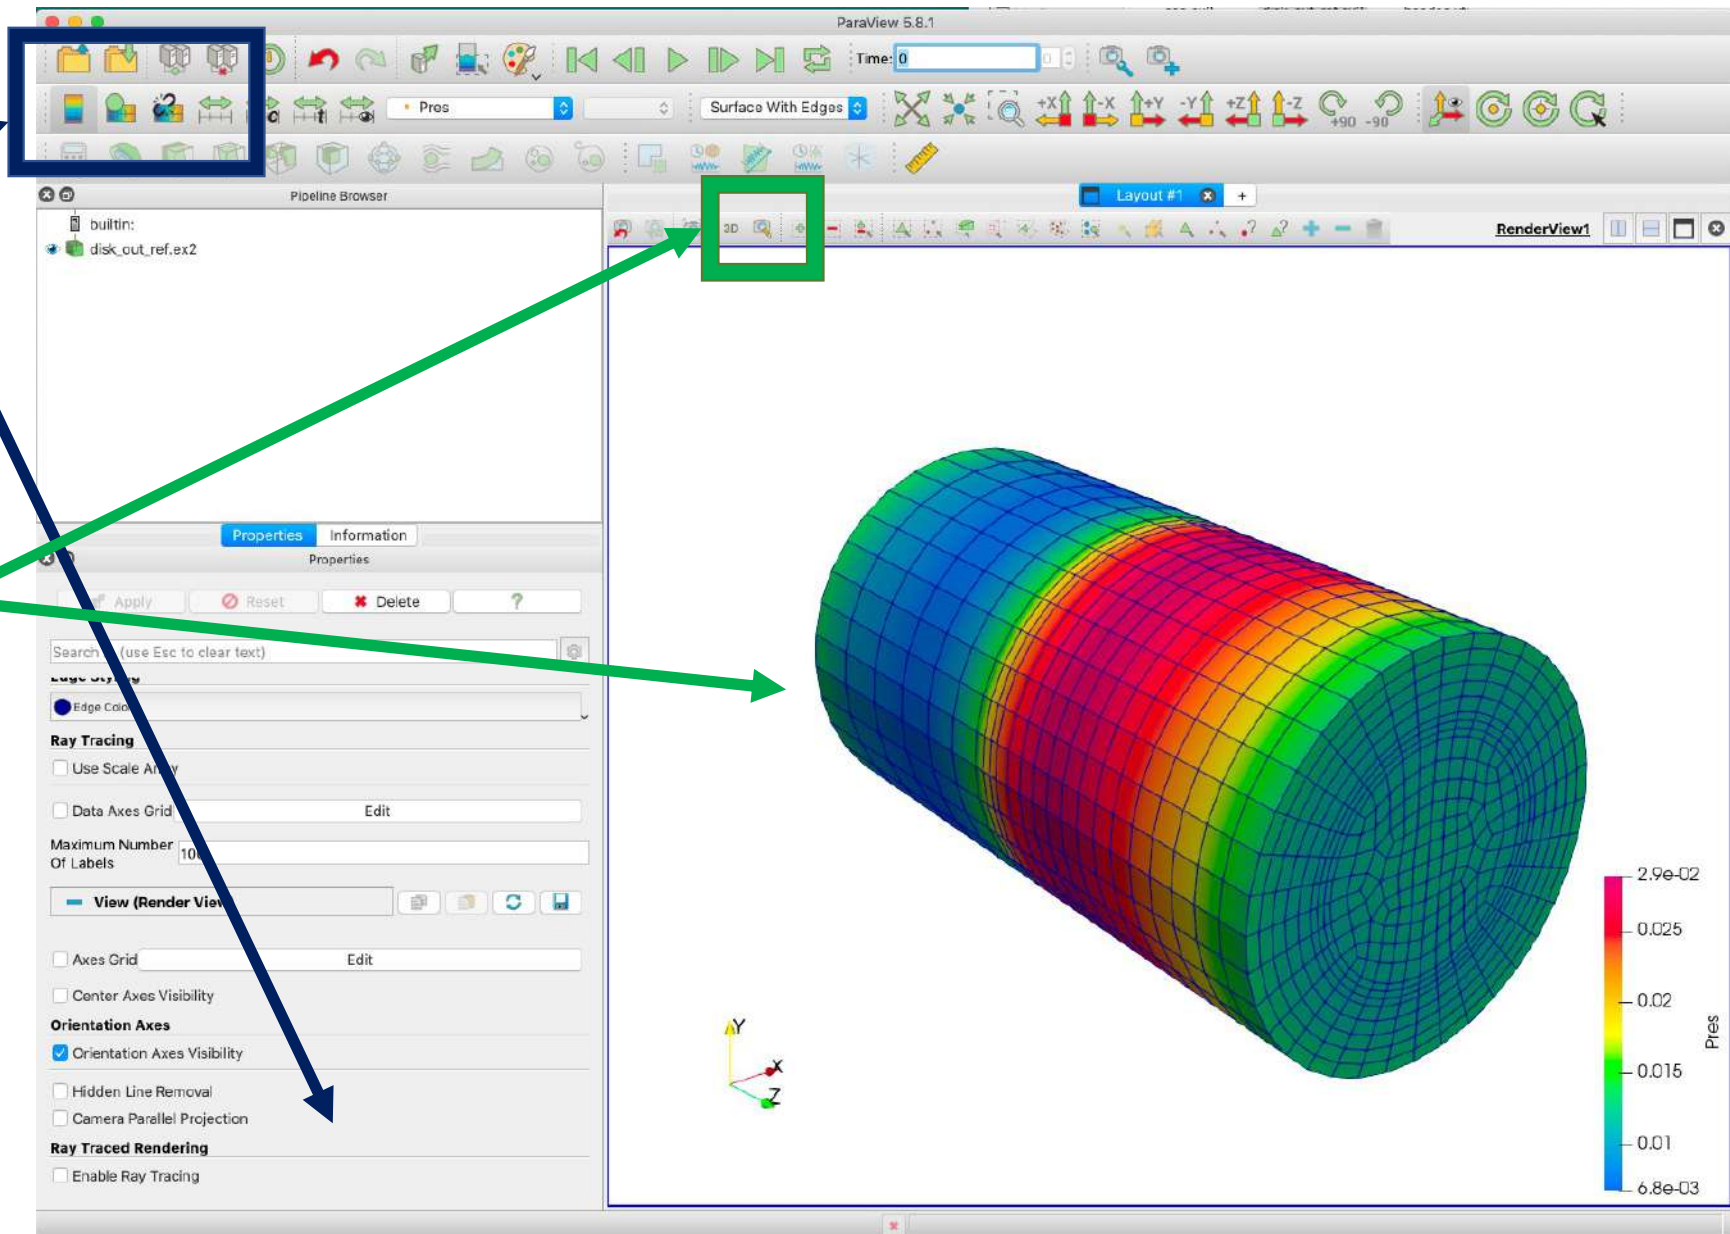 ParaView 5.8.1
Time: 0
0
Pres
Surface With Edges
+X -X +Y -Y +Z -Z +90 -90
Pipeline Browser
Layout #1 +
builtin:
disk_out_ref.ex2
3D
RenderView1
Properties Information
Properties
Apply Reset Delete ?
Search (use Esc to clear text)
Edge Styling
Edge Color
Ray Tracing
Use Scale Array
Data Axes Grid Edit
Maximum Number
Of Labels
View (Render View)
Axes Grid Edit
Center Axes Visibility
Orientation Axes
Orientation Axes Visibility
Hidden Line Removal
Camera Parallel Projection
Ray Traced Rendering
Enable Ray Tracing
Y
X
Z
2.9e-02
0.025
0.02
0.015
0.01
6.8e-03
Pres